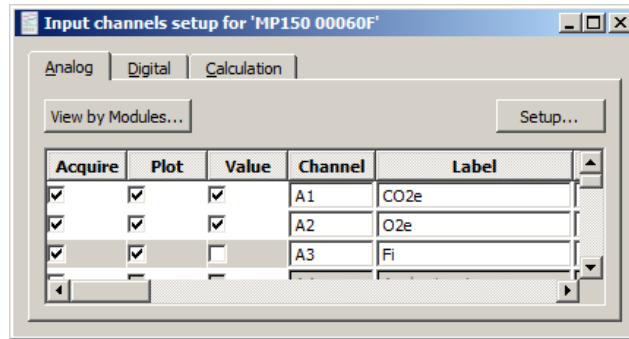 Input channels setup for 'MP150 00060F'
Analog Digital Calculation
View by Modules... Setup...
Acquire Plot Value Channel Label
A1 CO2e
A2 O2e
A3 Fi